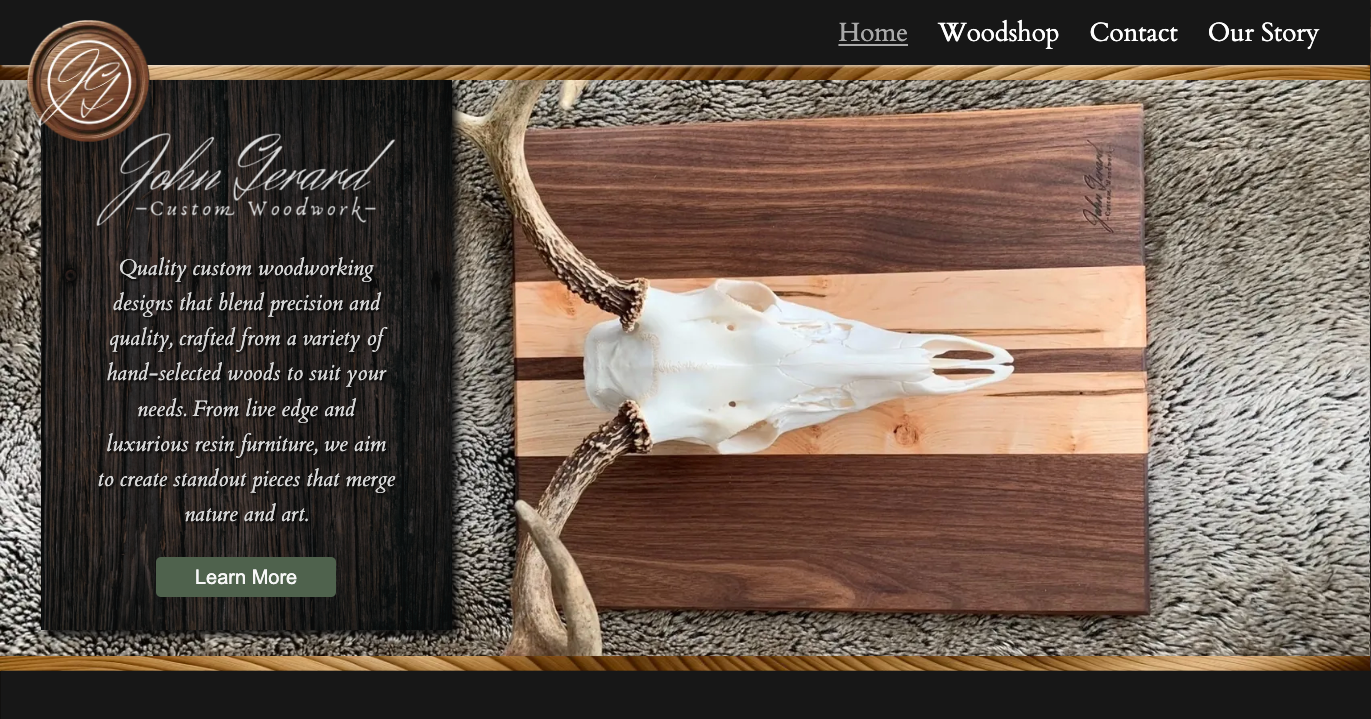 Home Woodshop Contact Our Story
JG
John Gerard
-Custom Woodwork-
Quality custom woodworking
designs that blend precision and
quality, crafted from a variety of
hand-selected woods to suit your
needs. From live edge and
luxurious resin furniture, we aim
to create standout pieces that merge
nature and art.
Learn More
John Gerard
-Custom Woodwork-